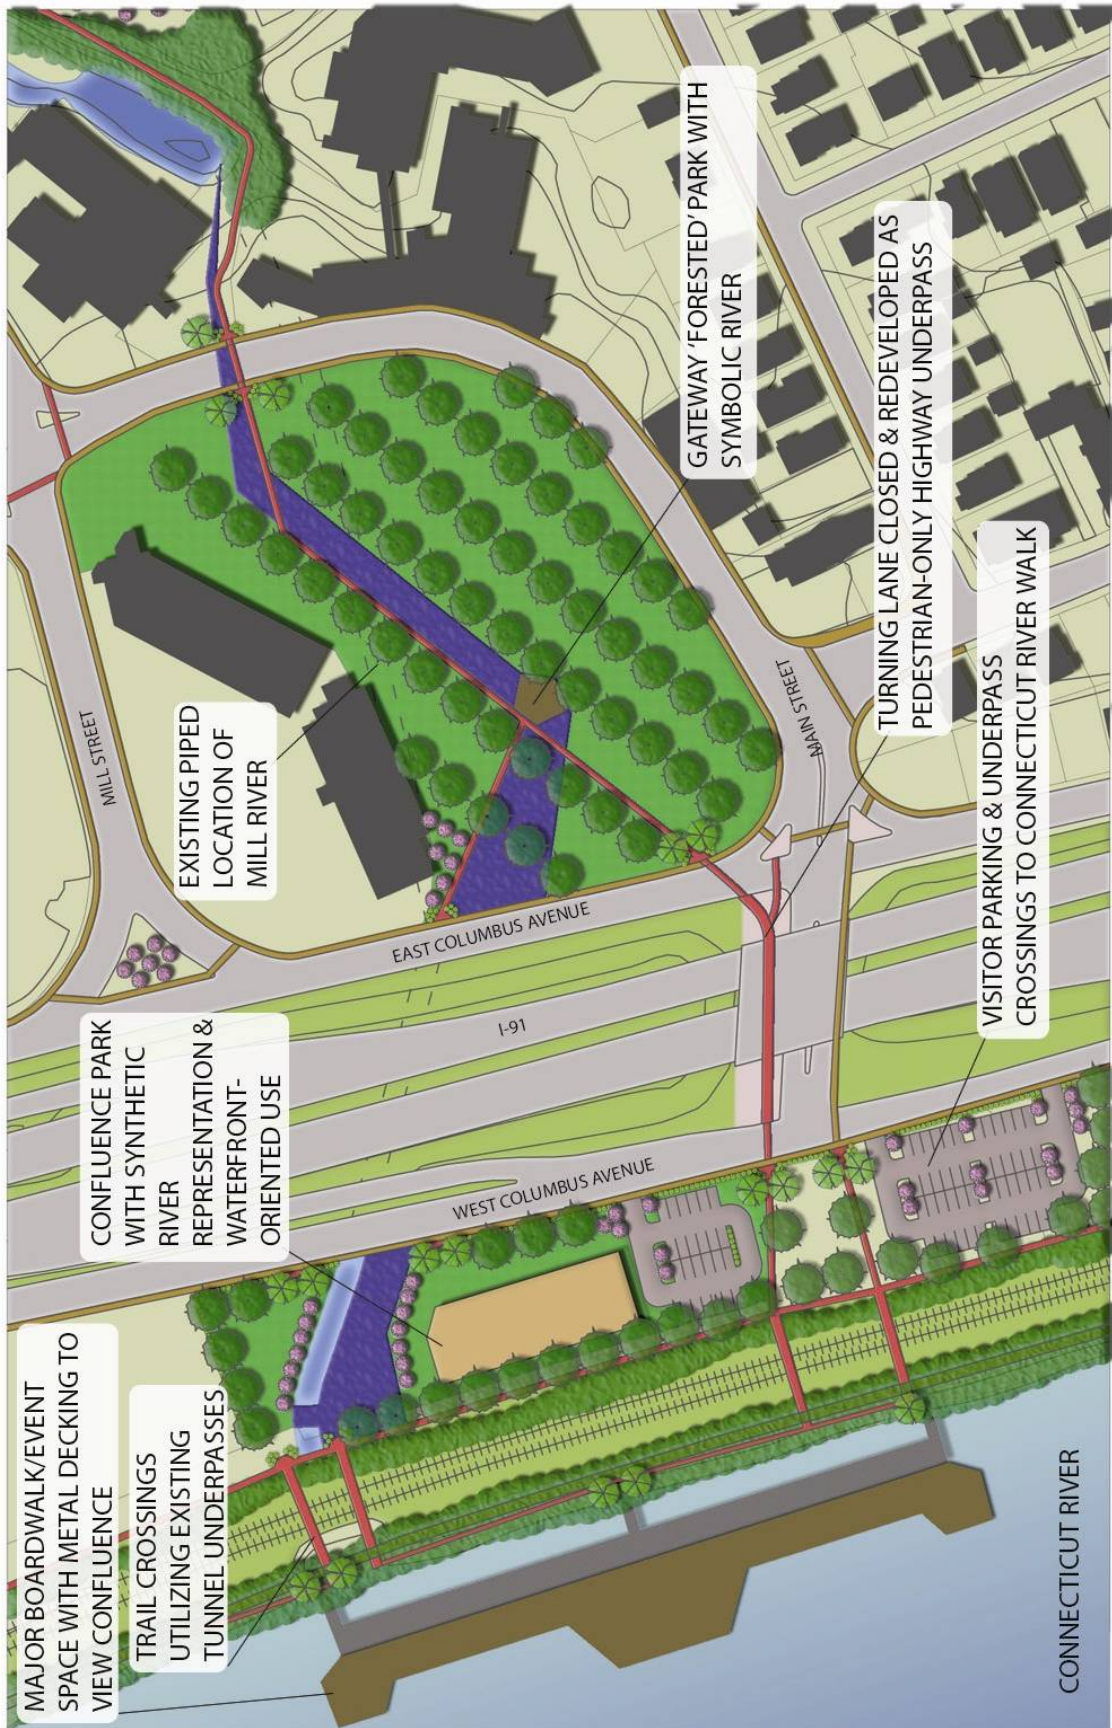 MAJOR BOARDWALK/EVENT
SPACE WITH METAL DECKING TO
VIEW CONFLUENCE
TRAIL CROSSINGS
UTILIZING EXISTING
TUNNEL UNDERPASSES
CONFLUENCE PARK
WITH SYNTHETIC
RIVER
REPRESENTATION &
WATERFRONT-
ORIENTED USE
EXISTING PIPED
LOCATION OF
MILL RIVER
MILL STREET
EAST COLUMBUS AVENUE
I-91
WEST COLUMBUS AVENUE
GATEWAY 'FORESTED' PARK WITH
SYMBOLIC RIVER
MAIN STREET
TURNING LANE CLOSED & REDEVELOPED AS
PEDESTRIAN-ONLY HIGHWAY UNDERPASS
VISITOR PARKING & UNDERPASS
CROSSINGS TO CONNECTICUT RIVER WALK
CONNECTICUT RIVER